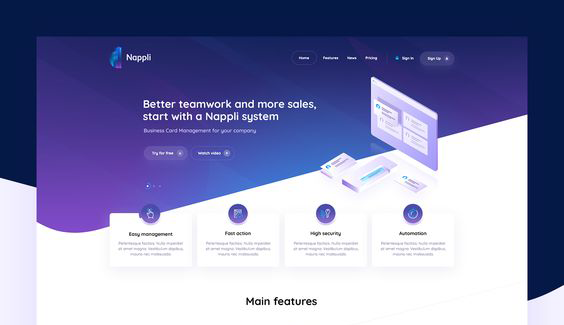 Nappli
Home
Features
News
Pricing
Sign In
Sign Up
Better teamwork and more sales,
start with a Nappli system
Business Card Management for your company
Try for free
Watch video
Easy management
Fast action
High security
Automation
Pellentesque factos. Nulla imperdiet
sit amet magna. Vestibulum dapibus,
mauris nec malesuada.
Pellentesque factos. Nulla imperdiet
sit amet magna. Vestibulum dapibus,
mauris nec malesuada.
Pellentesque factos. Nulla imperdiet
sit amet magna. Vestibulum dapibus,
mauris nec malesuada.
Pellentesque factos. Nulla imperdiet
sit amet magna. Vestibulum dapibus,
mauris nec malesuada.
Main features